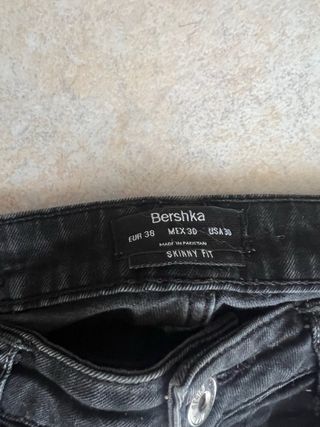 Bershka
EUR 38 MEX 30 USA 30
MADE IN PAKISTAN
SKINNY FIT